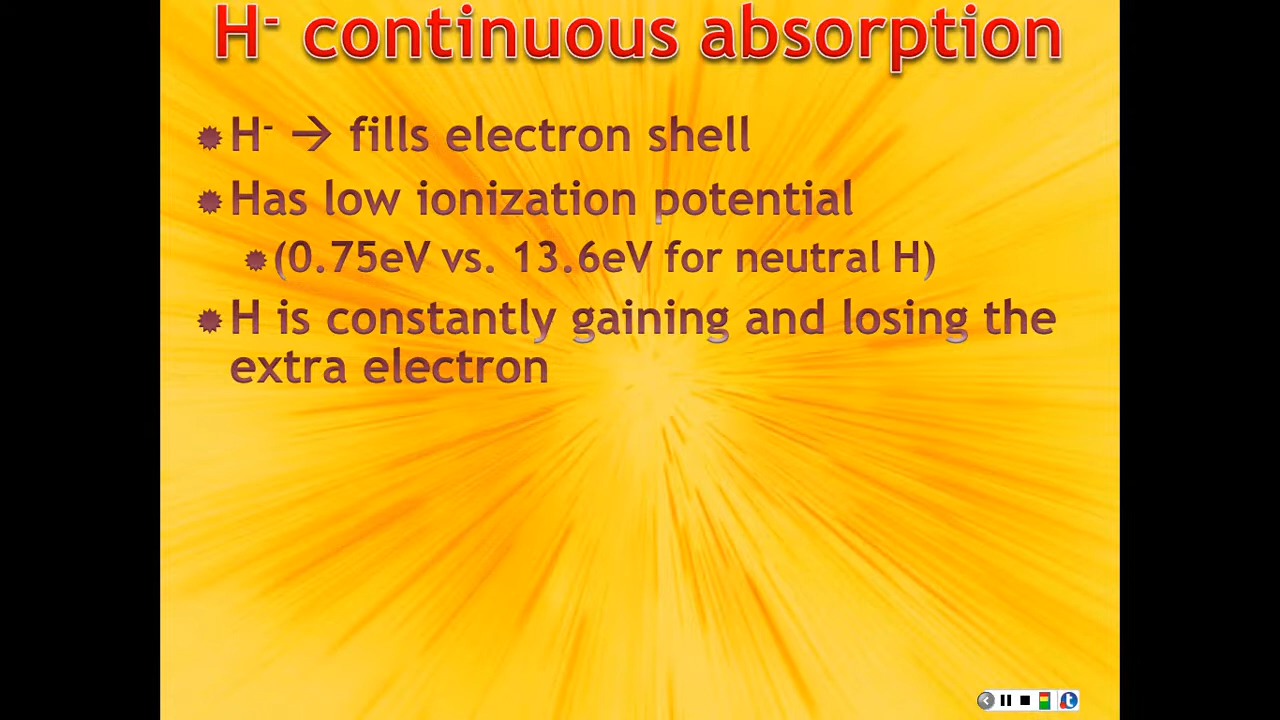 H- continuous absorption
H- → fills electron shell
Has low ionization potential
(0.75eV vs. 13.6eV for neutral H)
H is constantly gaining and losing the
extra electron